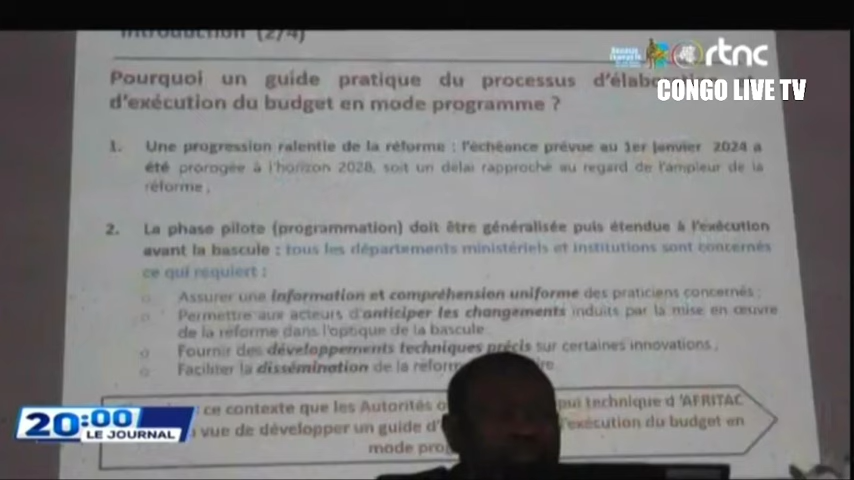 Introduction (2/4)
rtnc
CONGO LIVE TV
Pourquoi un guide pratique du processus d'élaboration et
d'exécution du budget en mode programme ?
1. Une progression ralentie de la réforme : l'échéance prévue au 1er janvier 2024 a
été prorogée à l'horizon 2028, soit un délai rapproché au regard de l'ampleur de la
réforme ;
2. La phase pilote (programmation) doit être généralisée puis étendue à l'exécution
avant la bascule : tous les départements ministériels et institutions sont concernés
ce qui requiert :
o Assurer une information et compréhension uniforme des praticiens concernés ;
o Permettre aux acteurs d'anticiper les changements induits par la mise en œuvre
de la réforme dans l'optique de la bascule
o Fournir des développements techniques précis sur certaines innovations ;
o Faciliter la dissémination de la réforme
ce contexte que les Autorités appui technique d 'AFRITAC
vue de développer un guide d' l'exécution du budget en
mode
20:00
LE JOURNAL